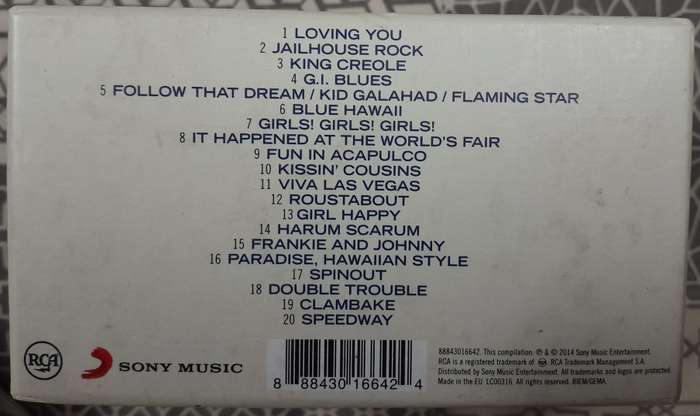 1 LOVING YOU
2 JAILHOUSE ROCK
3 KING CREOLE
4 G.I. BLUES
5 FOLLOW THAT DREAM / KID GALAHAD / FLAMING STAR
6 BLUE HAWAII
7 GIRLS! GIRLS! GIRLS!
8 IT HAPPENED AT THE WORLD'S FAIR
9 FUN IN ACAPULCO
10 KISSIN' COUSINS
11 VIVA LAS VEGAS
12 ROUSTABOUT
13 GIRL HAPPY
14 HARUM SCARUM
15 FRANKIE AND JOHNNY
16 PARADISE, HAWAIIAN STYLE
17 SPINOUT
18 DOUBLE TROUBLE
19 CLAMBAKE
20 SPEEDWAY
RCA
SONY MUSIC
8 88430 16642 4
88843016642. This compilation ℗ & © 2014 Sony Music Entertainment.
RCA is a registered trademark of RCA Trademark Management S.A.
Distributed by Sony Music Entertainment. All trademarks and logos are protected.
Made in the EU. LC00316. All rights reserved. BIEM/GEMA.